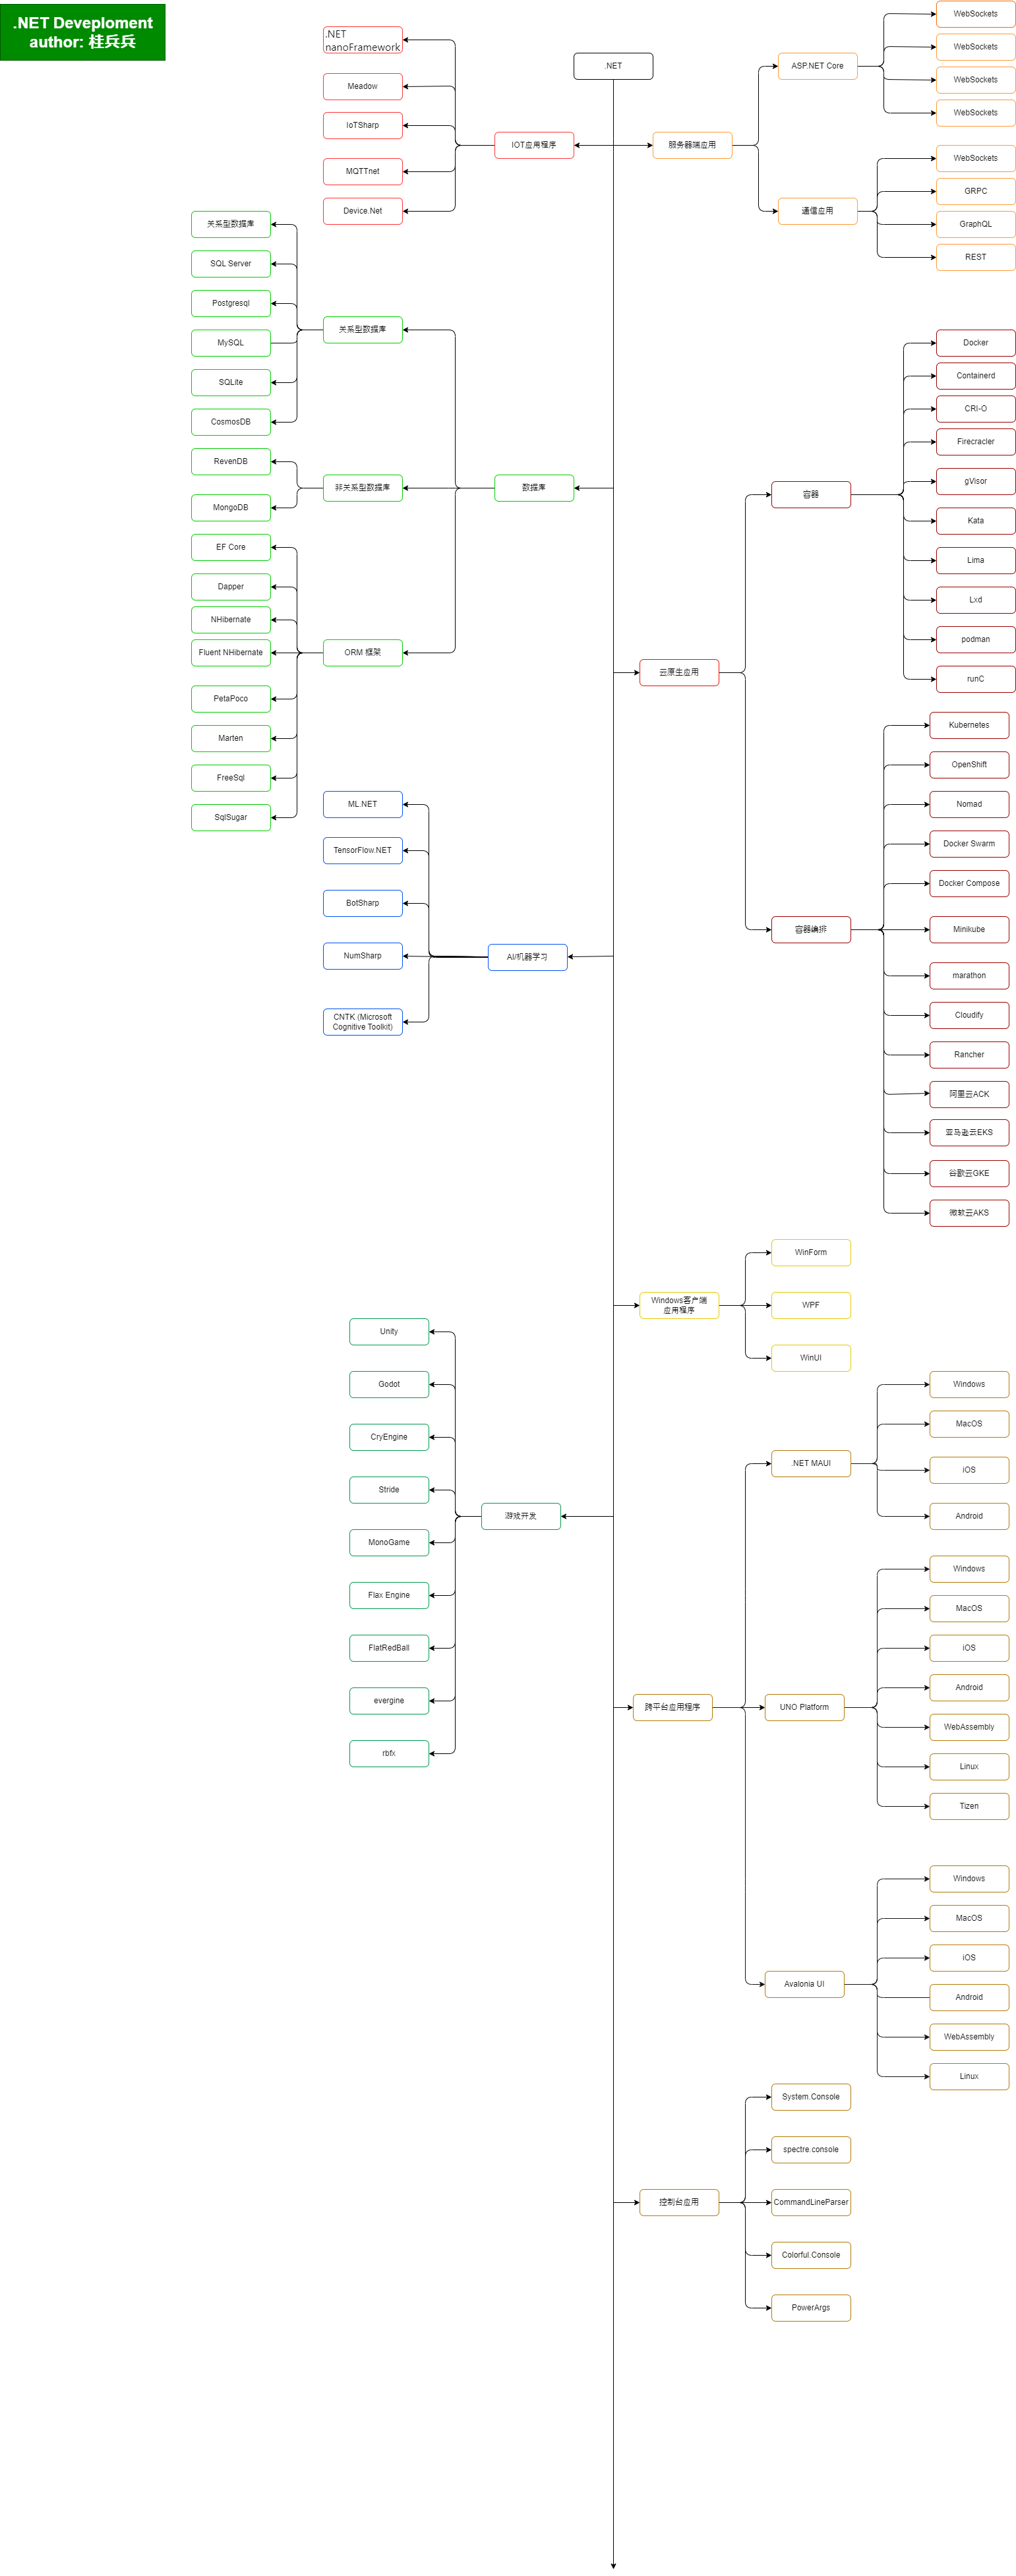 .NET Deveploment
author: 桂兵兵
.NET
IOT应用程序
.NET
nanoFramework
Meadow
IoTSharp
MQTTnet
Device.Net
服务器端应用
ASP.NET Core
WebSockets
WebSockets
WebSockets
WebSockets
通信应用
WebSockets
GRPC
GraphQL
REST
数据库
关系型数据库
关系型数据库
SQL Server
Postgresql
MySQL
SQLite
CosmosDB
非关系型数据库
RevenDB
MongoDB
ORM 框架
EF Core
Dapper
NHibernate
Fluent NHibernate
PetaPoco
Marten
FreeSql
SqlSugar
云原生应用
容器
Docker
Containerd
CRI-O
Firecracler
gVisor
Kata
Lima
Lxd
podman
runC
容器编排
Kubernetes
OpenShift
Nomad
Docker Swarm
Docker Compose
Minikube
marathon
Cloudify
Rancher
阿里云ACK
亚马逊云EKS
谷歌云GKE
微软云AKS
AI/机器学习
ML.NET
TensorFlow.NET
BotSharp
NumSharp
CNTK (Microsoft
Cognitive Toolkit)
Windows客户端
应用程序
WinForm
WPF
WinUI
游戏开发
Unity
Godot
CryEngine
Stride
MonoGame
Flax Engine
FlatRedBall
evergine
rbfx
跨平台应用程序
.NET MAUI
Windows
MacOS
iOS
Android
UNO Platform
Windows
MacOS
iOS
Android
WebAssembly
Linux
Tizen
Avalonia UI
Windows
MacOS
iOS
Android
WebAssembly
Linux
控制台应用
System.Console
spectre.console
CommandLineParser
Colorful.Console
PowerArgs